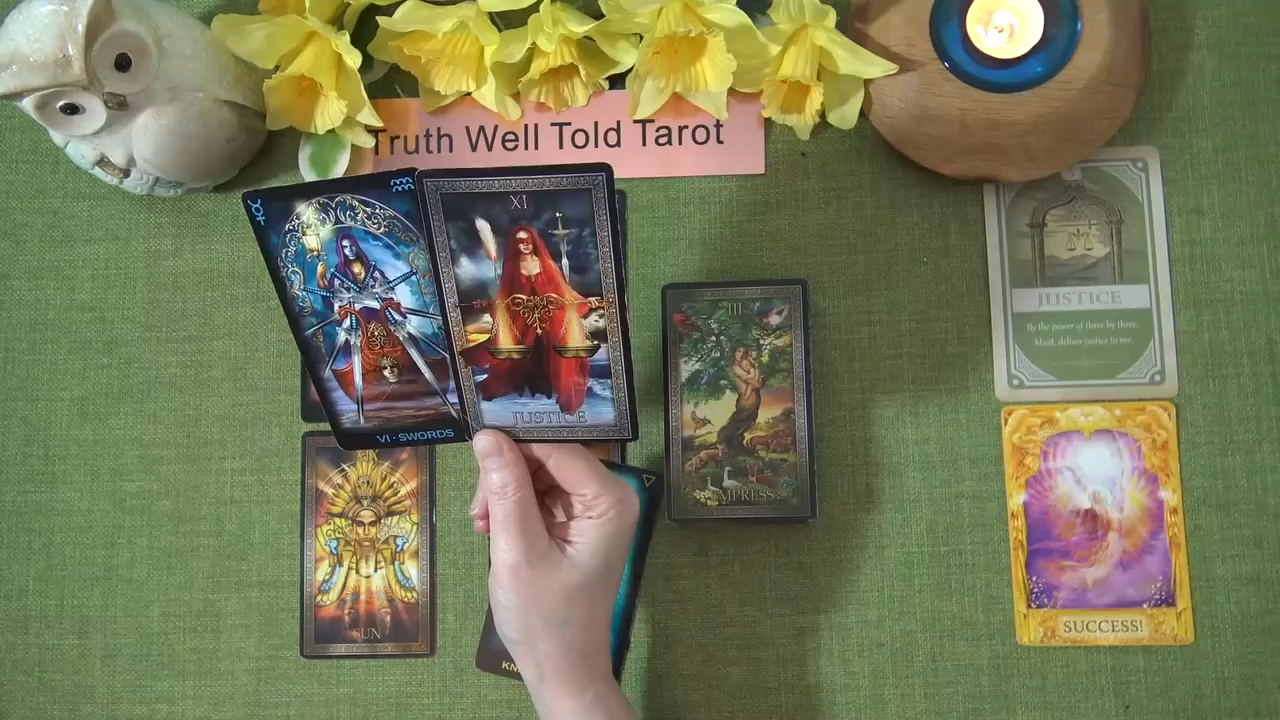 Truth Well Told Tarot
XI
JUSTICE
VI · SWORDS
III
MPRESS
SUN
KN
JUSTICE
By the power of three by three,
Maat, deliver justice to me.
SUCCESS!